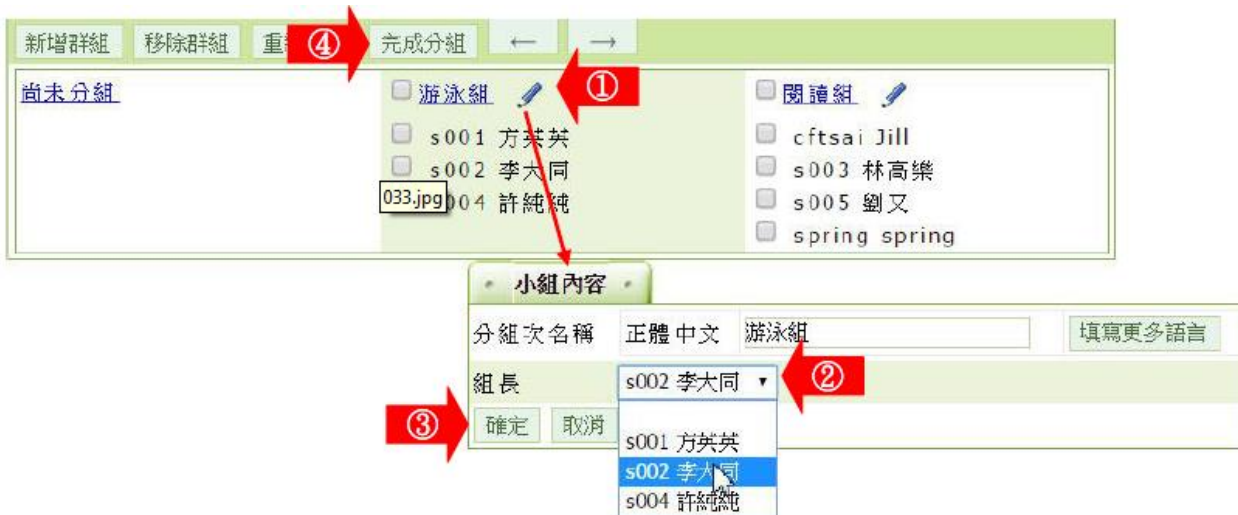 新增群組 移除群組 重 ④ 完成分組 ← →
尚未分組
游泳組 ①
s001 方英英
s002 李大同
033.jpg 004 許純純
閱讀組
cftsai Jill
s003 林高樂
s005 劉又
spring spring
小組內容
分組次名稱 正體中文 游泳組 填寫更多語言
組長 s002 李大同 ②
③ 確定 取消
s001 方英英
s002 李大同
s004 許純純